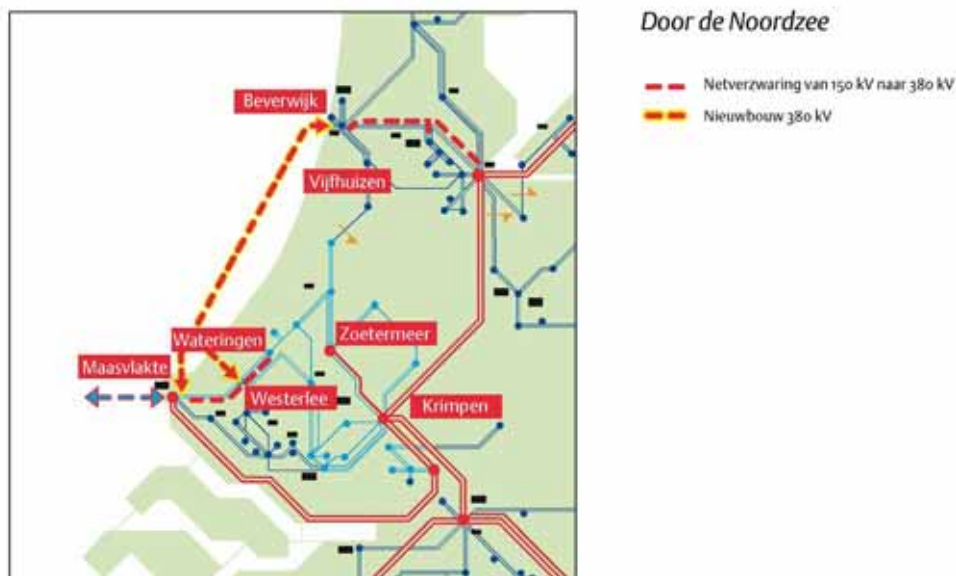 Door de Noordzee
Netverzwaring van 150 kV naar 380 kV
Nieuwbouw 380 kV
Beverwijk
Vijfhuizen
Wateringen
Zoetermeer
Maasvlakte
Westerlee
Krimpen